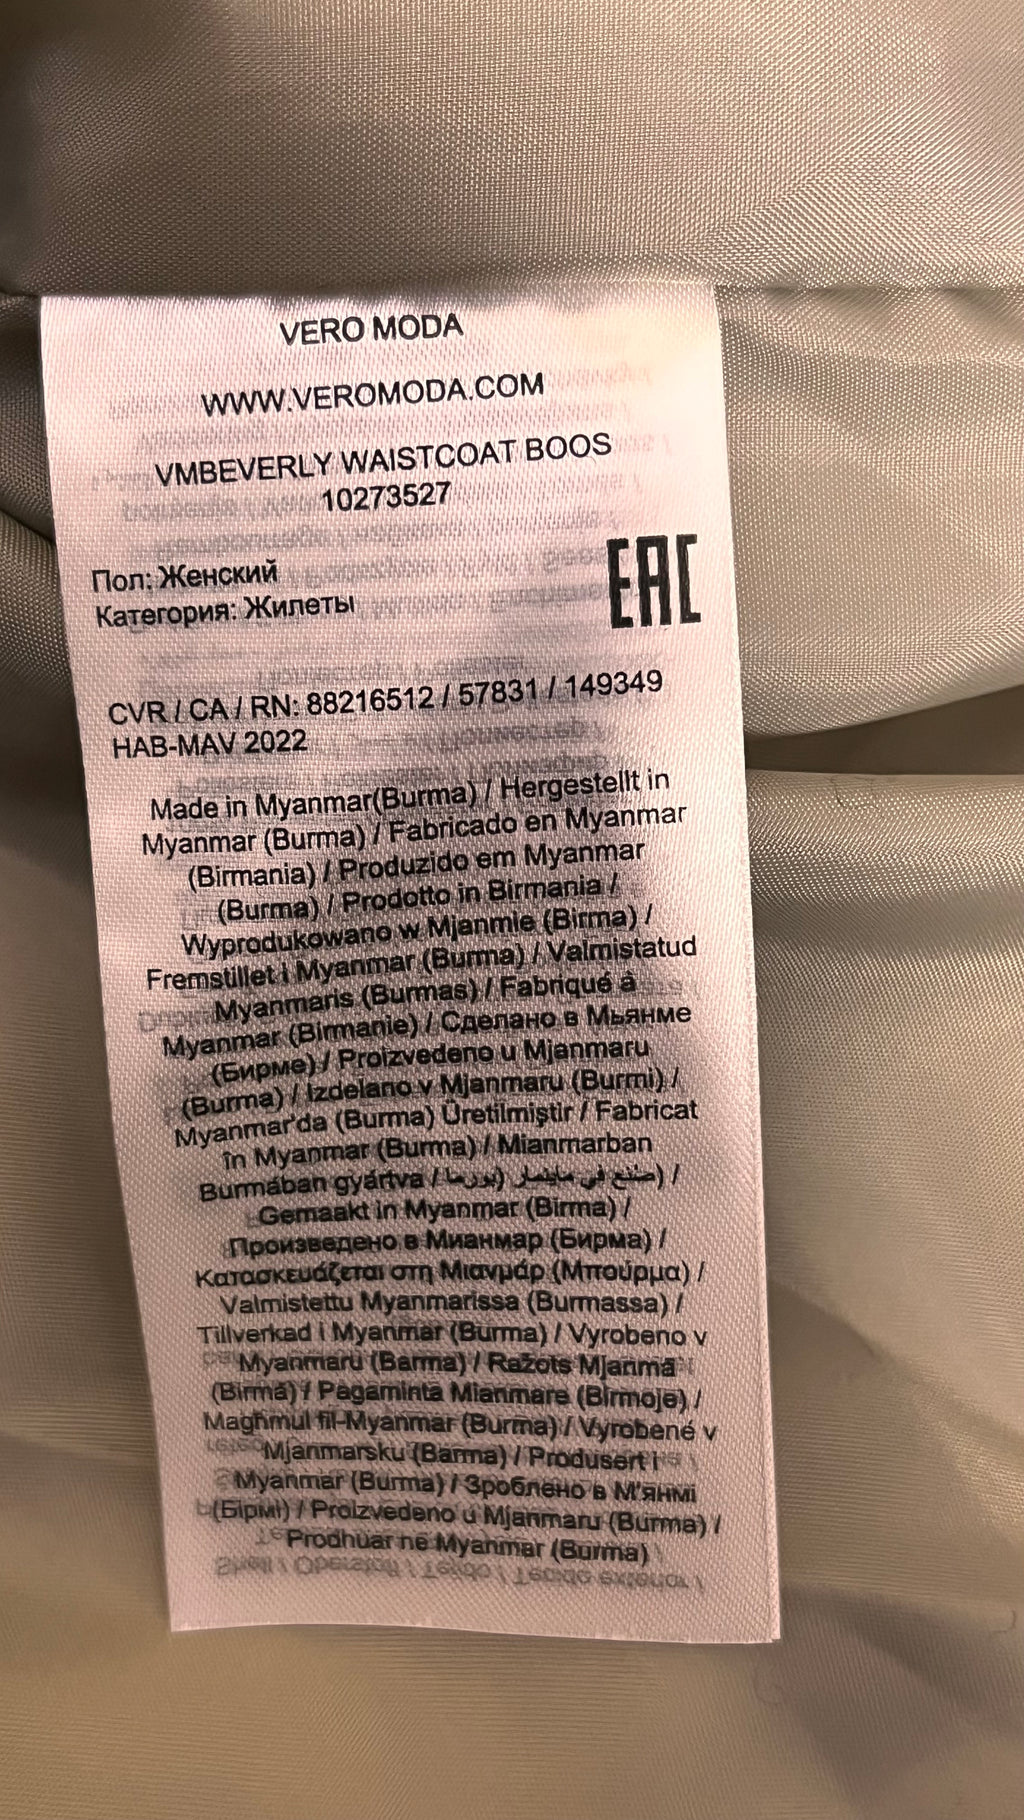 VERO MODA
WWW.VEROMODA.COM
VMBEVERLY WAISTCOAT BOOS
10273527
Пол: Женский
Категория: Жилеты
EAC
CVR / CA / RN: 88216512 / 57831 / 149349
HAB-MAV 2022
Made in Myanmar(Burma) / Hergestellt in
Myanmar (Burma) / Fabricado en Myanmar
(Birmania) / Produzido em Myanmar
(Burma) / Prodotto in Birmania /
Wyprodukowano w Mjanmie (Birma) /
Fremstillet i Myanmar (Burma) / Valmistatud
Myanmaris (Burmas) / Fabriqué â
Myanmar (Birmanie) / Сделано в Мьянме
(Бирме) / Proizvedeno u Mjanmaru
(Burma) / Izdelano v Mjanmaru (Burmi) /
Myanmar'da (Burma) Üretilmiştir / Fabricat
în Myanmar (Burma) / Mianmarban
Burmában gyártva / صُنع في ماينمار (بورما) /
Gemaakt in Myanmar (Birma) /
Произведено в Мианмар (Бирма) /
Κατασκευάζεται στη Μιανμάρ (Μπούρμα) /
Valmistettu Myanmarissa (Burmassa) /
Tillverkad i Myanmar (Burma) / Vyrobeno v
Myanmaru (Barma) / Ražots Mjanmā
(Birmā) / Pagaminta Mianmare (Birmoje) /
Magħmul fil-Myanmar (Burma) / Vyrobené v
Mjanmarsku (Barma) / Produsert i
Myanmar (Burma) / Зроблено в М'янмі
(Бірмі) / Proizvedeno u Mjanmaru (Burma) /
Prodhuar në Myanmar (Burma)